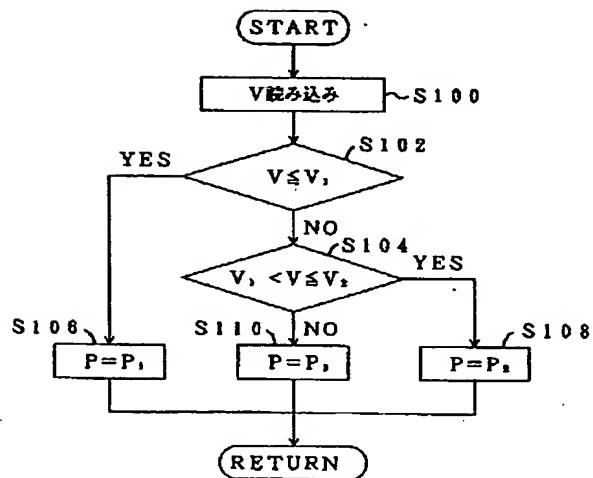 START
V読み込み
S100
S102
YES
V≦V₁
NO
S104
V₁<V≦V₂
YES
S106
S110
NO
S108
P=P₁
P=P₃
P=P₂
RETURN